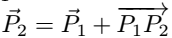 $\vec{P}_2 = \vec{P}_1 + \overrightarrow{P_1P_2}$